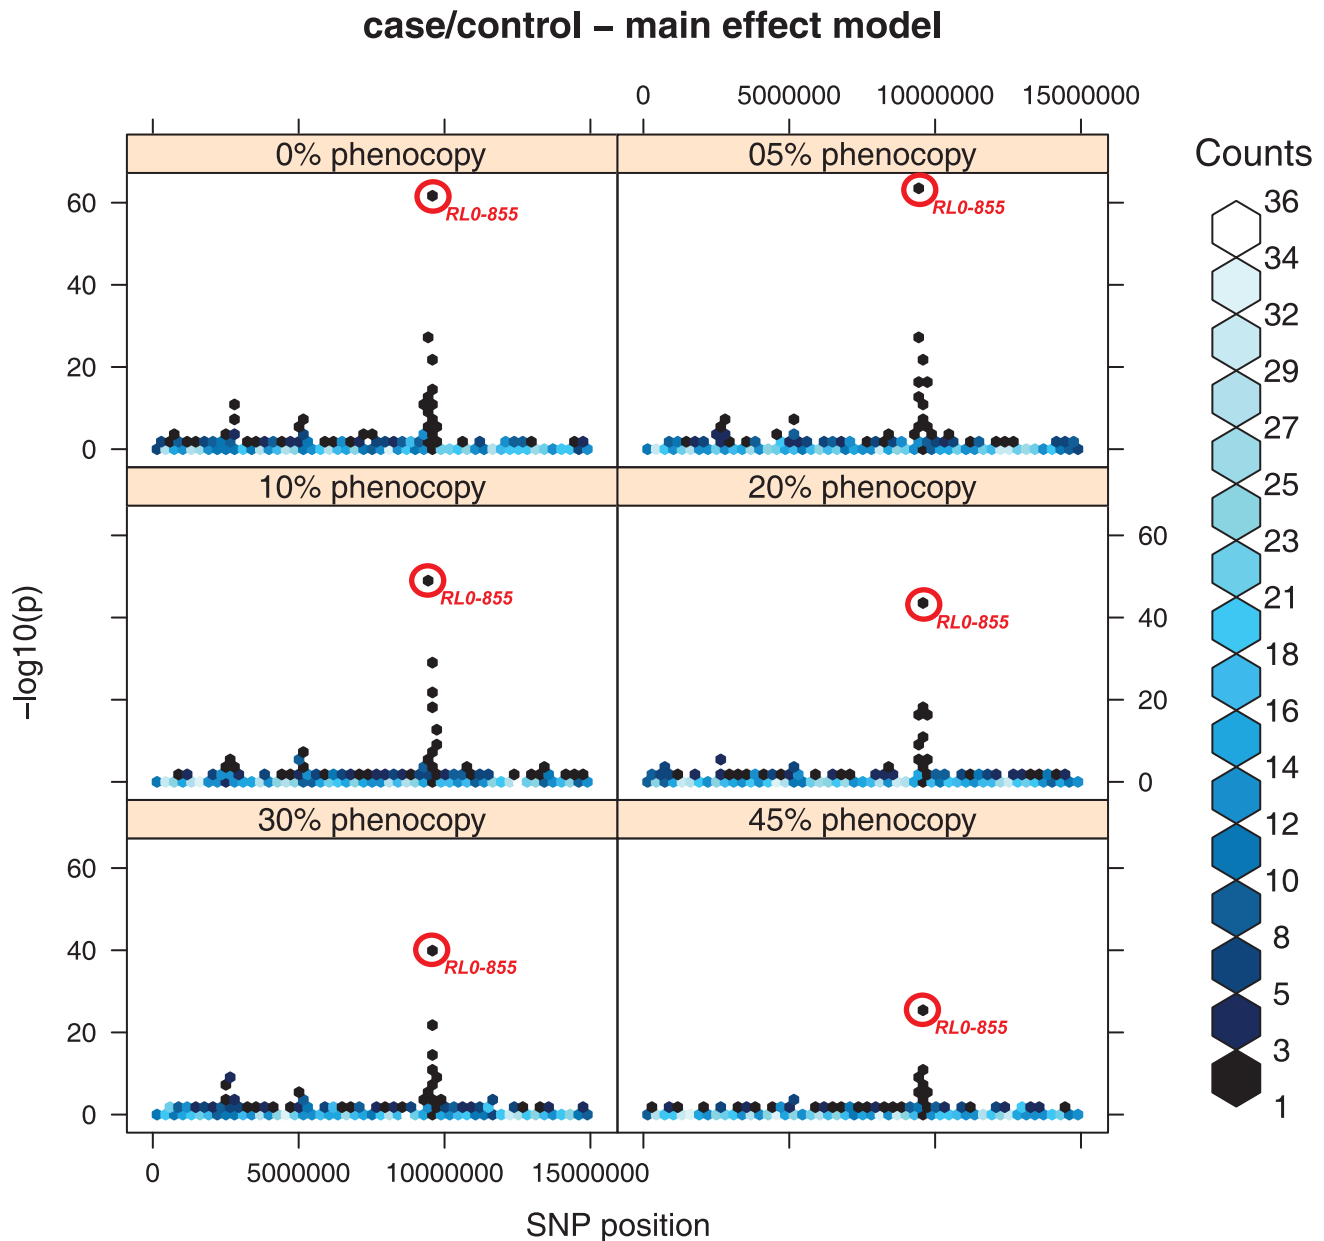 case/control – main effect model
0 5000000 10000000 15000000
0% phenocopy 05% phenocopy
Counts
60
40
20
0
RL0-855
RL0-855
10% phenocopy 20% phenocopy
RL0-855
RL0-855
60
40
20
0
30% phenocopy 45% phenocopy
60
40
20
0
RL0-855
RL0-855
0 5000000 10000000 15000000
SNP position
–log10(p)
36
34
32
29
27
25
23
21
18
16
14
12
10
8
5
3
1